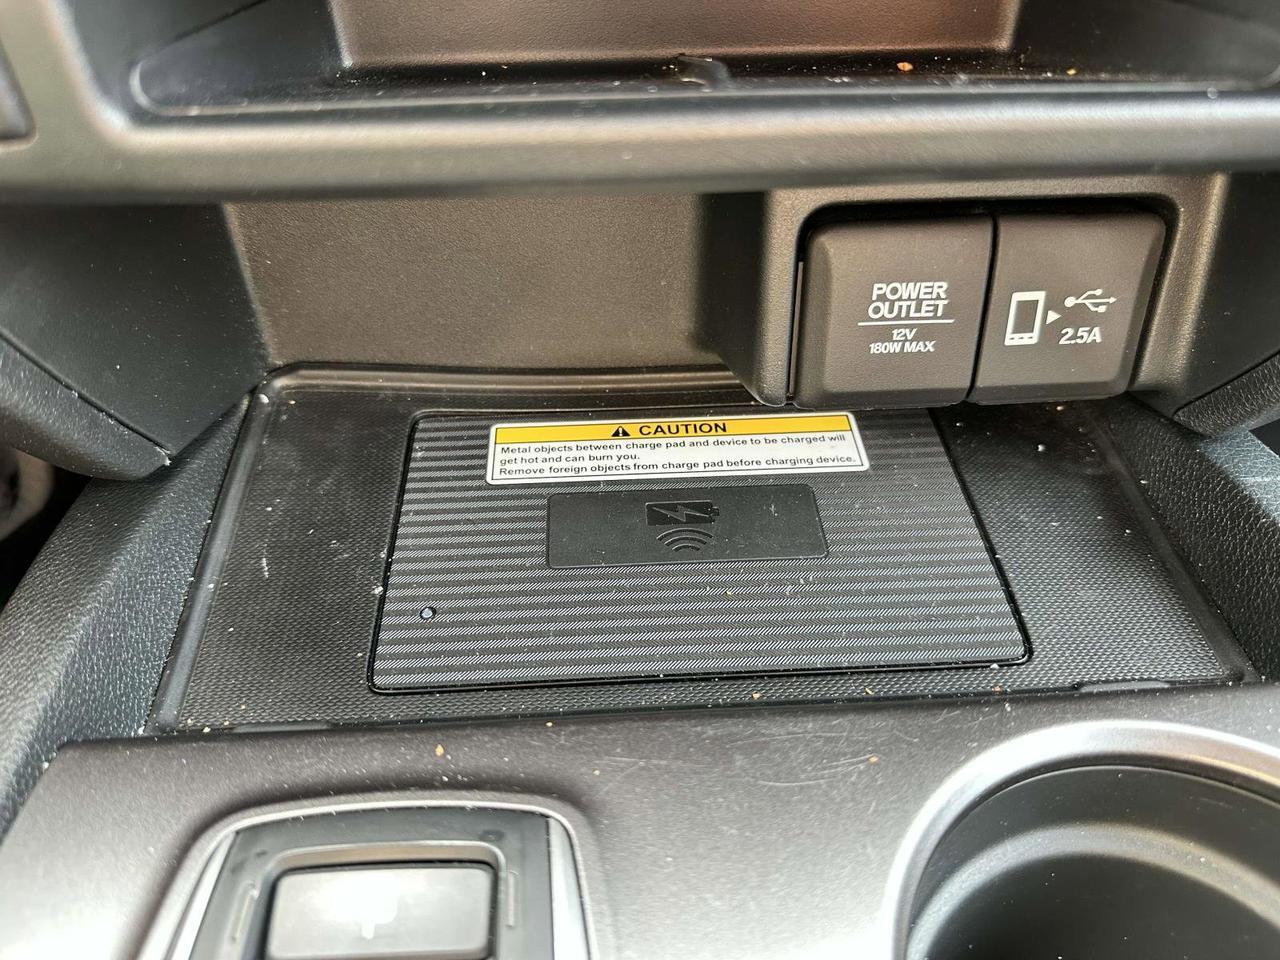 POWER
OUTLET
12V
180W MAX
2.5A
CAUTION
Metal objects between charge pad and device to be charged will
get hot and can burn you.
Remove foreign objects from charge pad before charging device.